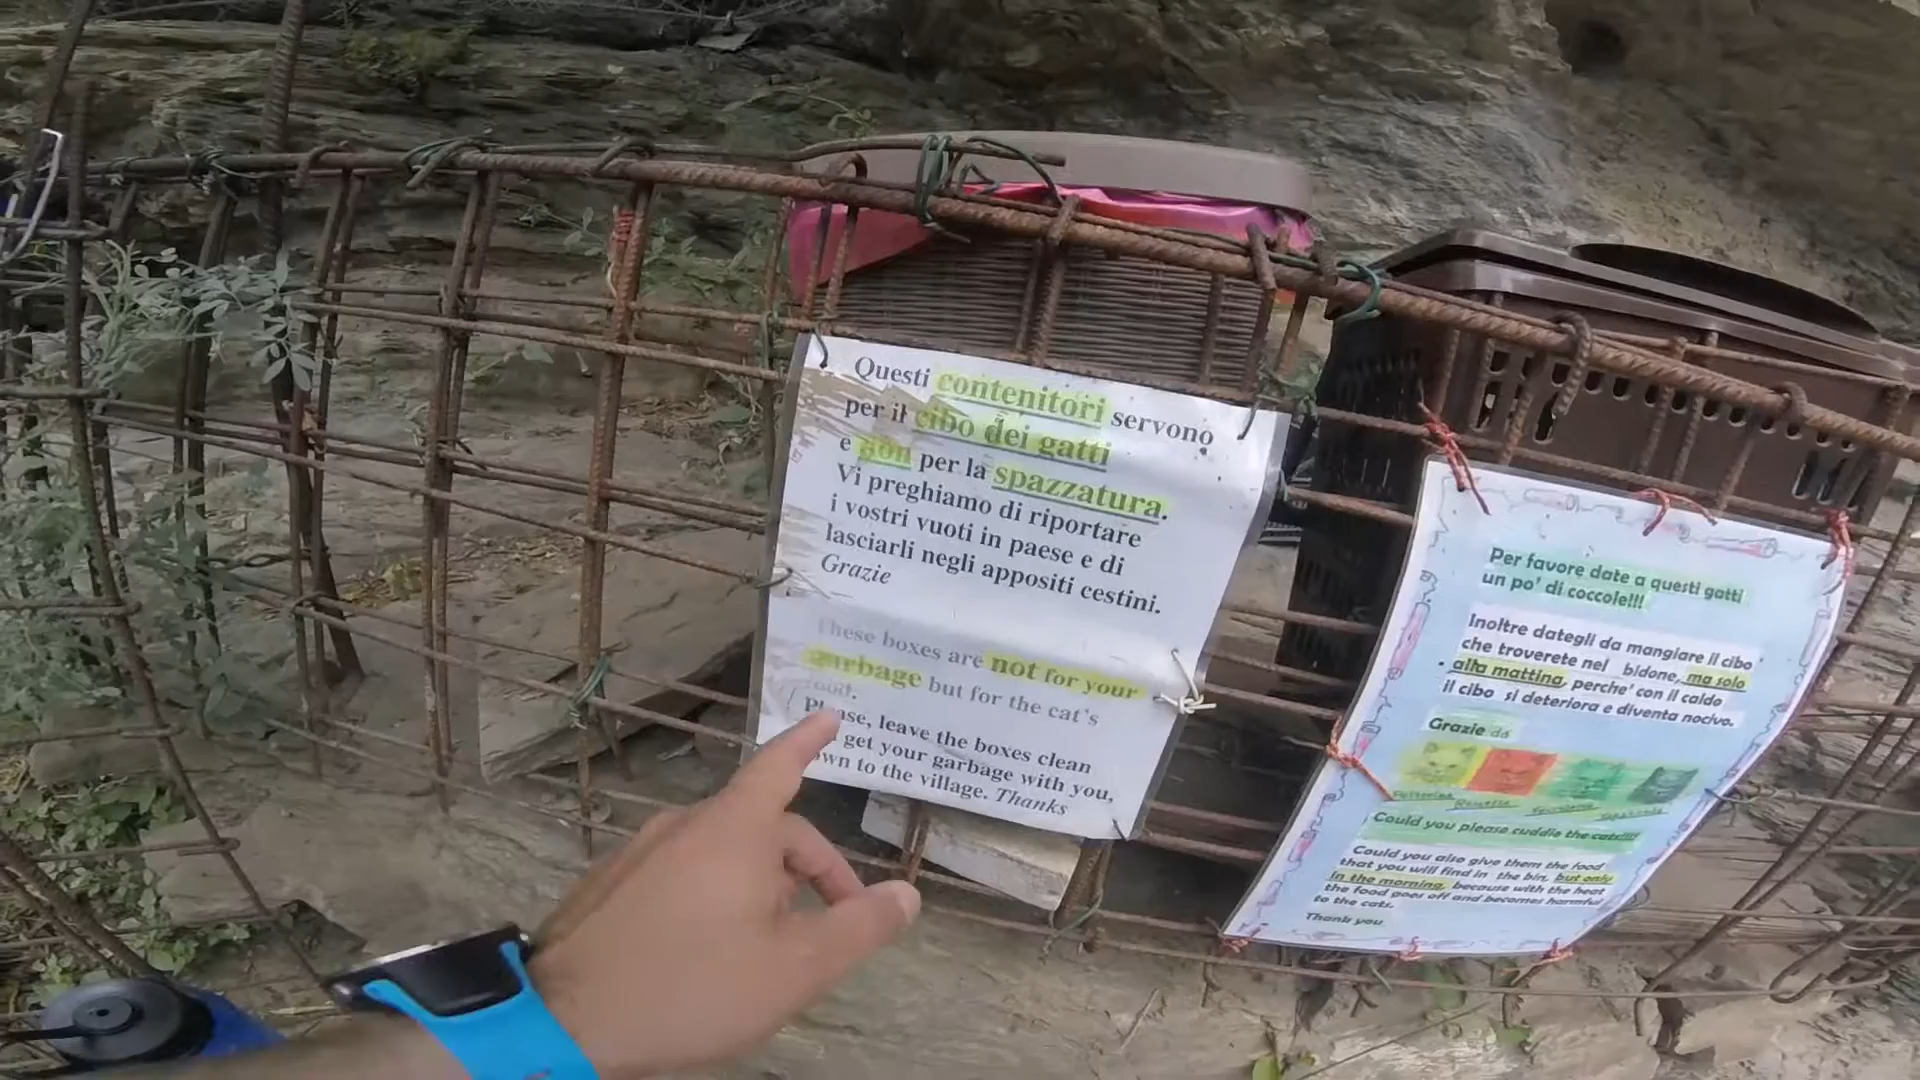 Questi contenitori servono
per il cibo dei gatti
e non per la spazzatura.
Vi preghiamo di riportare
i vostri vuoti in paese e di
lasciarli negli appositi cestini.
Grazie
These boxes are not for your
garbage but for the cat's
food.
Please, leave the boxes clean
get your garbage with you,
down to the village. Thanks
Per favore date a questi gatti
un po' di coccole!!!
Inoltre dategli da mangiare il cibo
che troverete nel bidone, ma solo
alla mattina, perche' con il caldo
il cibo si deteriora e diventa nocivo.
Grazie da
Could you please cuddle the cats!!!!
Could you also give them the food
that you will find in the bin, but only
in the morning, because with the heat
the food goes off and becomes harmful
to the cats.
Thank you